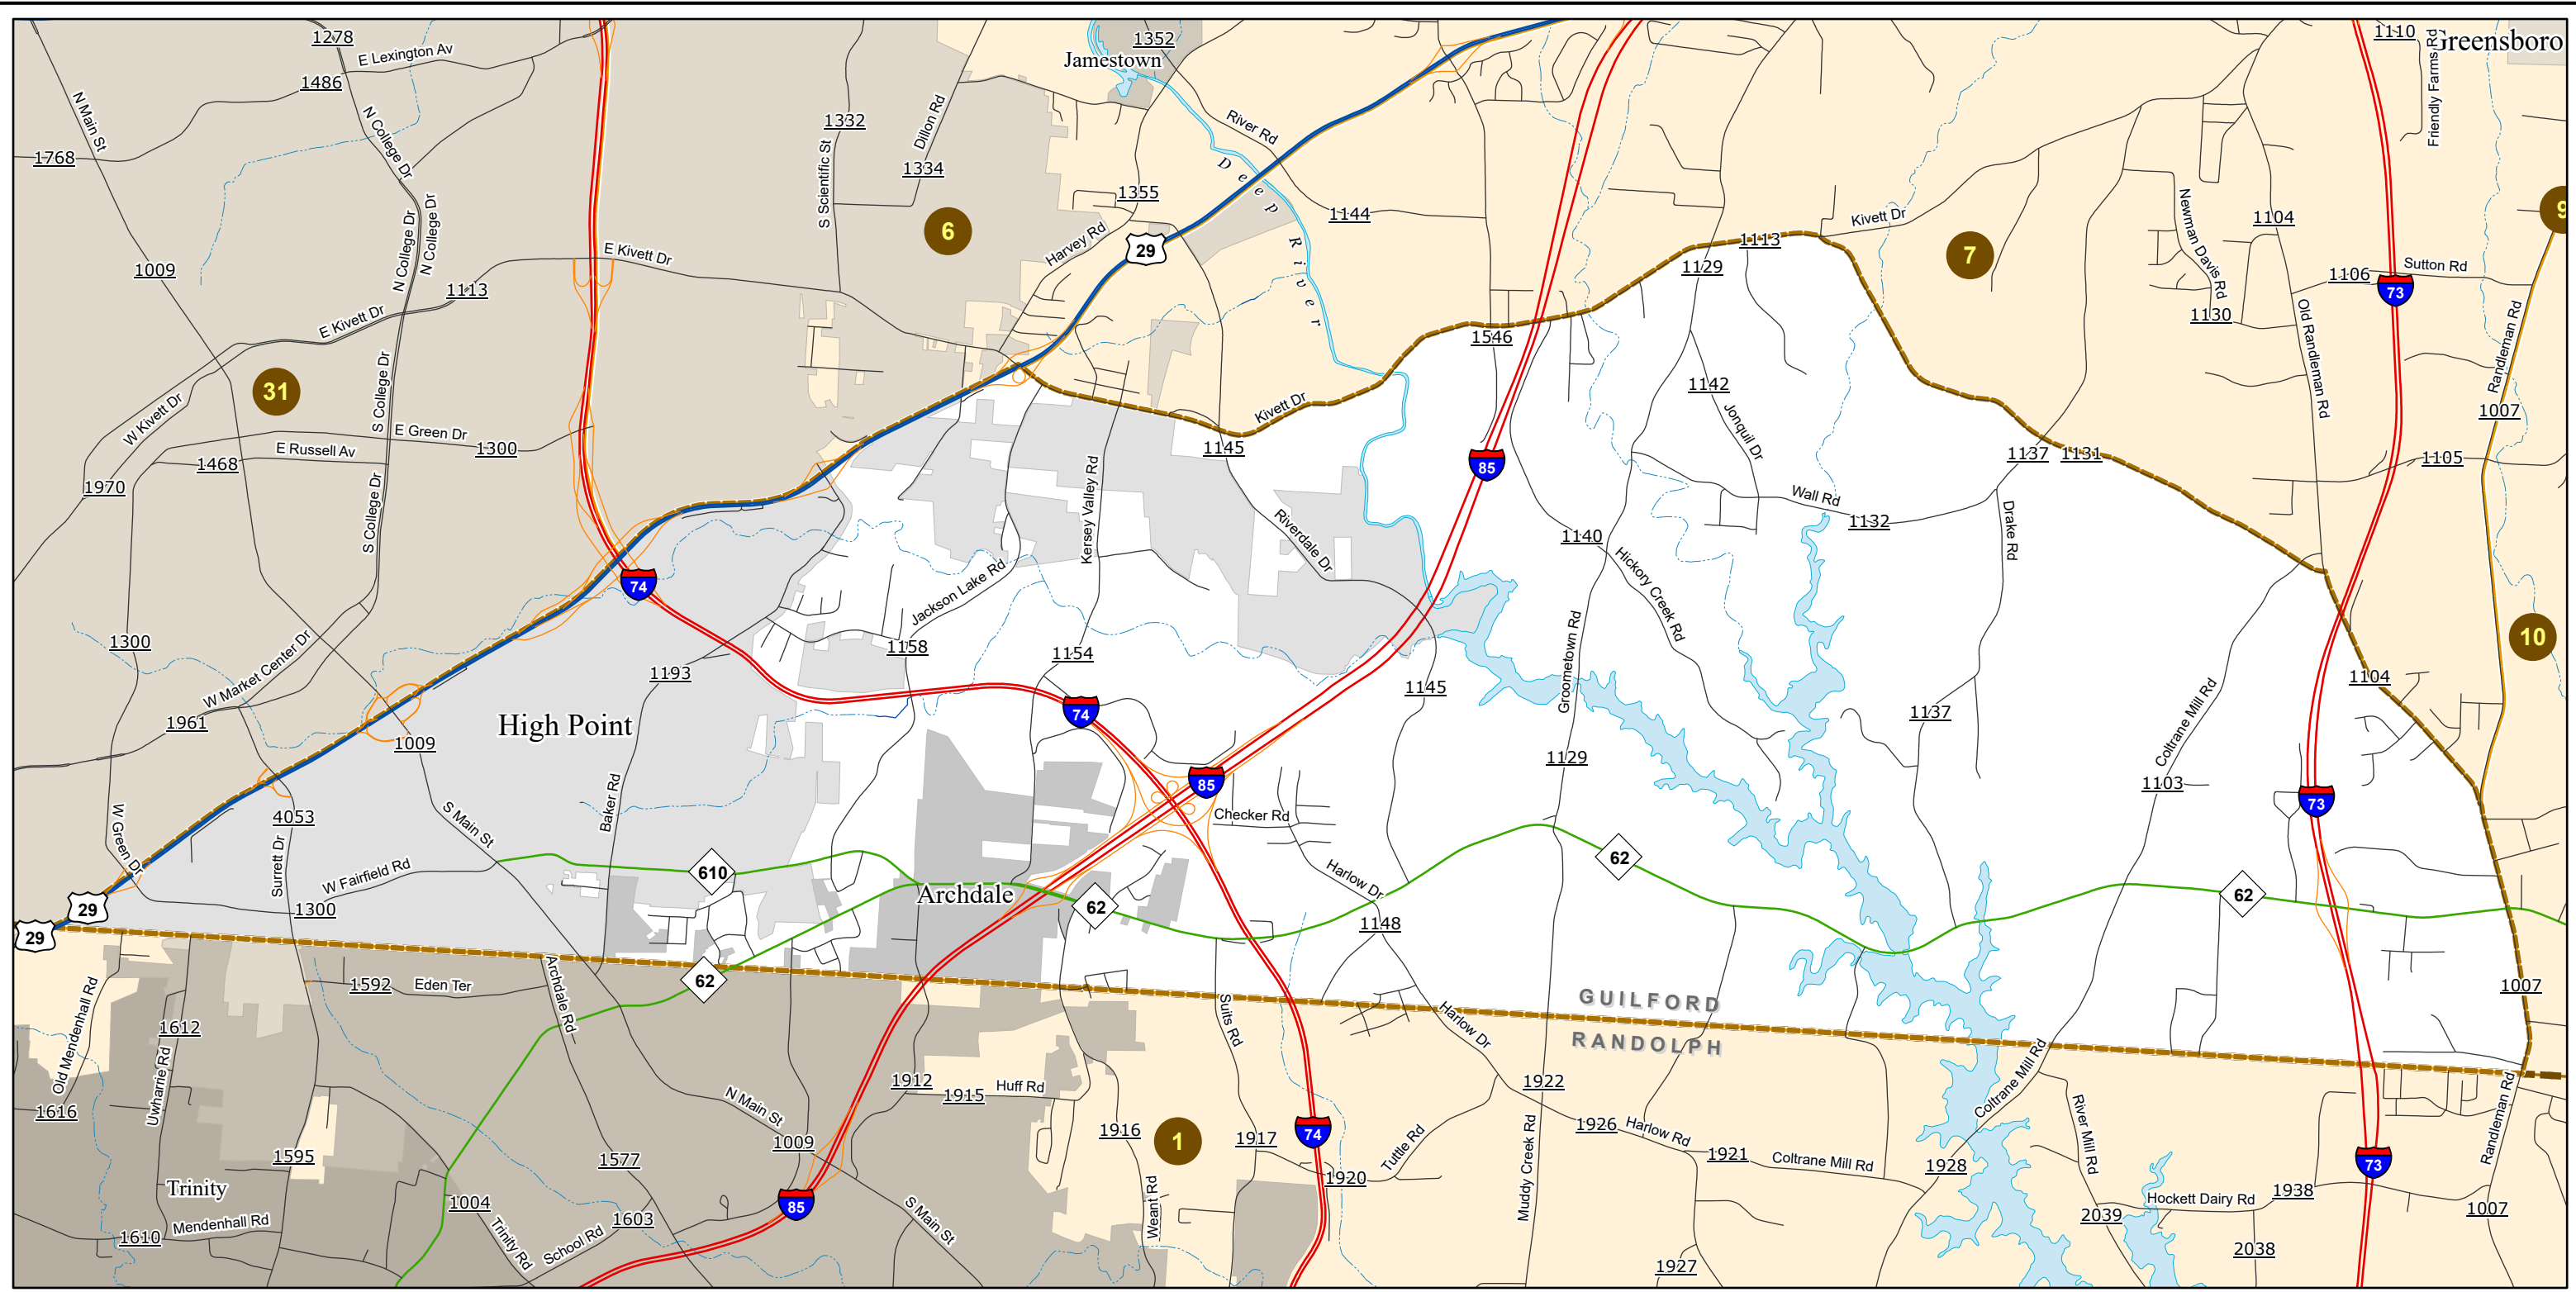 1278
E Lexington Av
1486
N Main St
N College Dr
1768
1332
Dillon Rd
S Scientific St
1334
1352
Jamestown
River Rd
Deep River
1355
1144
Harvey Rd
29
6
1110
Friendly Farms Rd
Greensboro
9
Kivett Dr
7
Newman Davis Rd
1104
1106
Sutton Rd
73
1130
Old Randleman Rd
Randleman Rd
1007
1113
1129
1009
N College Dr
N College Dr
1113
E Kivett Dr
E Kivett Dr
31
W Kivett Dr
S College Dr
E Green Dr
1300
E Russell Av
1468
1970
S College Dr
1546
1142
Jonquil Dr
Kivett Dr
1145
85
Kersey Valley Rd
Riverdale Dr
1137
1131
1105
Wall Rd
1132
Drake Rd
1140
Hickory Creek Rd
74
Jackson Lake Rd
1158
1154
1193
1300
W Market Center Dr
1961
1009
High Point
74
1145
Groometown Rd
1129
1137
Coltrane Mill Rd
1103
1104
10
73
85
Checker Rd
Baker Rd
4053
S Main St
W Green Dr
Surrett Dr
W Fairfield Rd
1300
29
29
610
Archdale
62
Harlow Dr
1148
62
62
62
1592
Eden Ter
Archdale Rd
Old Mendenhall Rd
1612
Uwharrie Rd
1616
GUILFORD
RANDOLPH
1007
Suits Rd
Harlow Dr
1912
1915
Huff Rd
N Main St
1009
1916
1
1917
74
1920
Tuttle Rd
1922
1926
Harlow Rd
1921
Coltrane Mill Rd
1928
Coltrane Mill Rd
River Mill Rd
Randleman Rd
73
1595
1577
Trinity
1004
Trinity Rd
School Rd
1603
1610
Mendenhall Rd
85
S Main St
Weant Rd
Muddy Creek Rd
1927
2039
Hockett Dairy Rd
1938
2038
1007